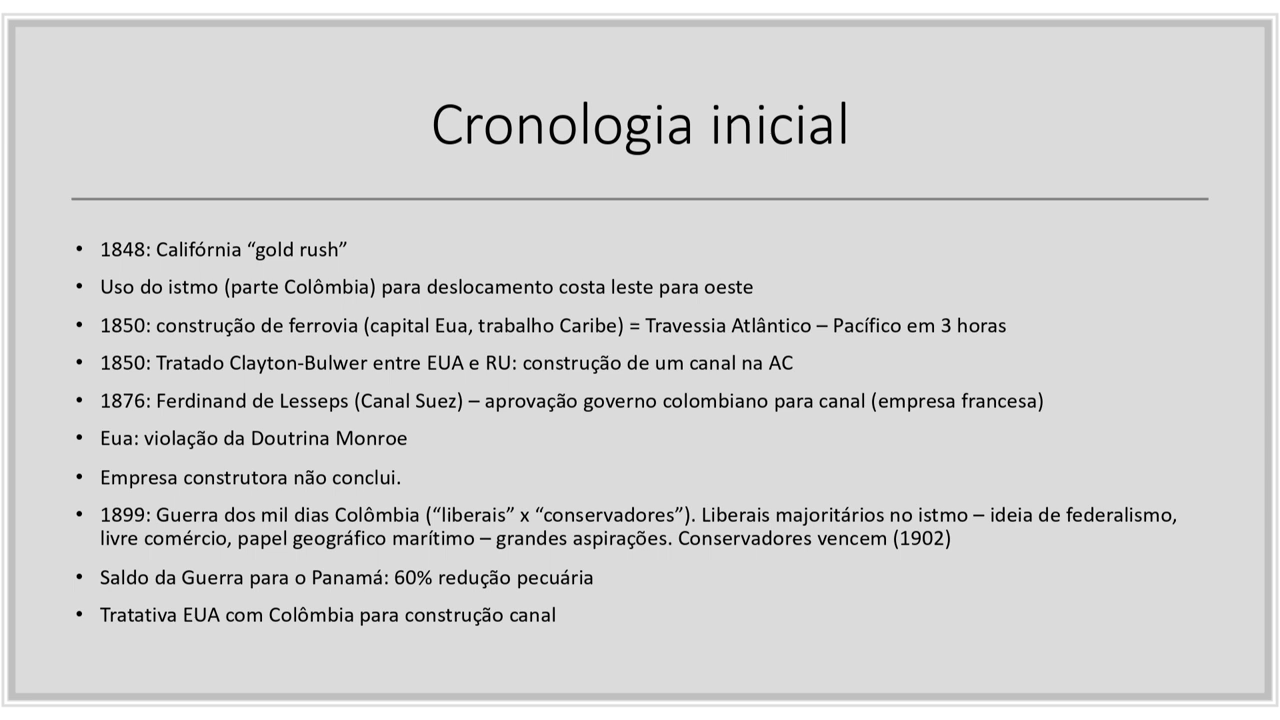 Cronologia inicial
• 1848: Califórnia “gold rush”
• Uso do istmo (parte Colômbia) para deslocamento costa leste para oeste
• 1850: construção de ferrovia (capital Eua, trabalho Caribe) = Travessia Atlântico – Pacífico em 3 horas
• 1850: Tratado Clayton-Bulwer entre EUA e RU: construção de um canal na AC
• 1876: Ferdinand de Lesseps (Canal Suez) – aprovação governo colombiano para canal (empresa francesa)
• Eua: violação da Doutrina Monroe
• Empresa construtora não conclui.
• 1899: Guerra dos mil dias Colômbia (“liberais” x “conservadores”). Liberais majoritários no istmo – ideia de federalismo,
livre comércio, papel geográfico marítimo – grandes aspirações. Conservadores vencem (1902)
• Saldo da Guerra para o Panamá: 60% redução pecuária
• Tratativa EUA com Colômbia para construção canal